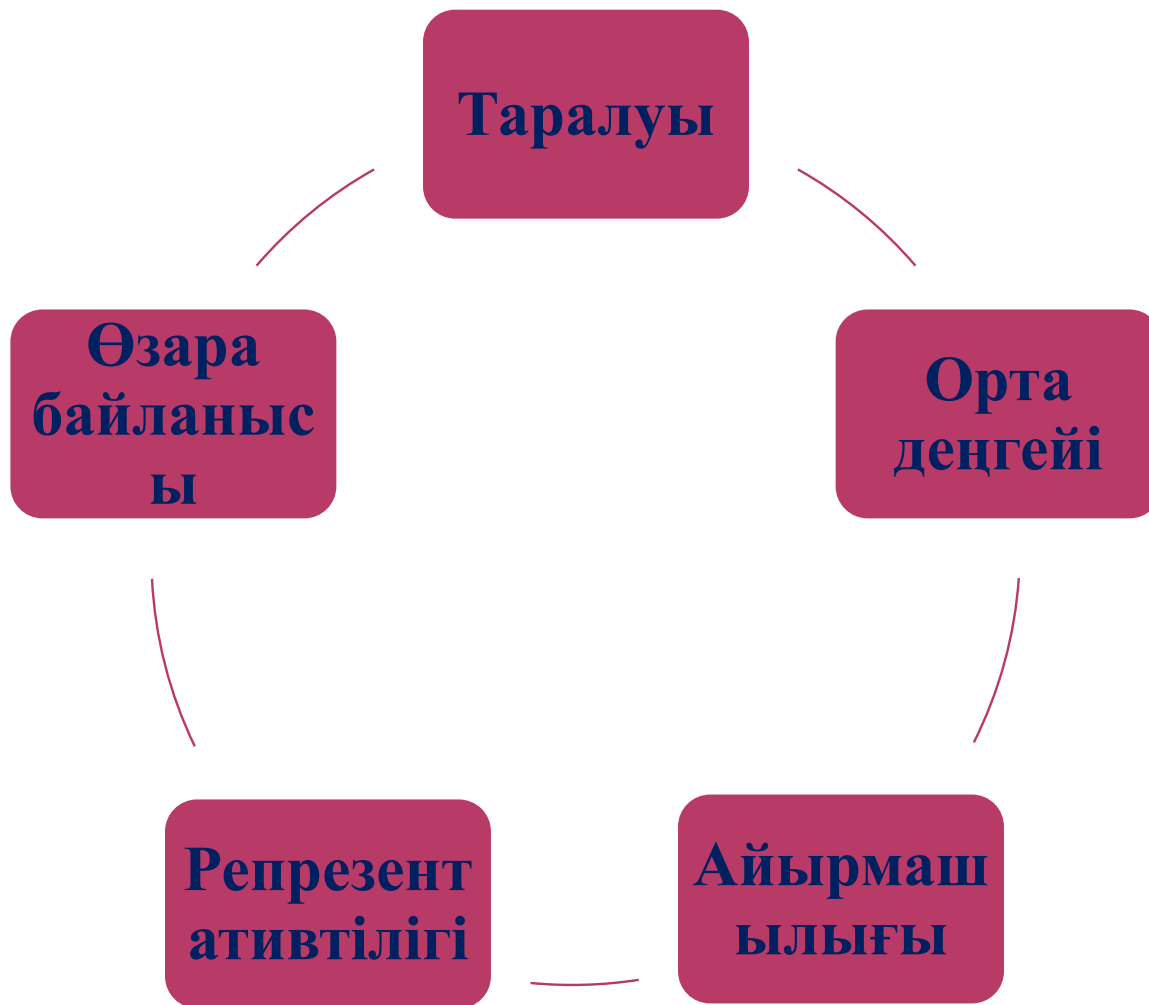 Таралуы
Орта
деңгейі
Айырмаш
ылығы
Репрезент
ативтілігі
Өзара
байланыс
ы